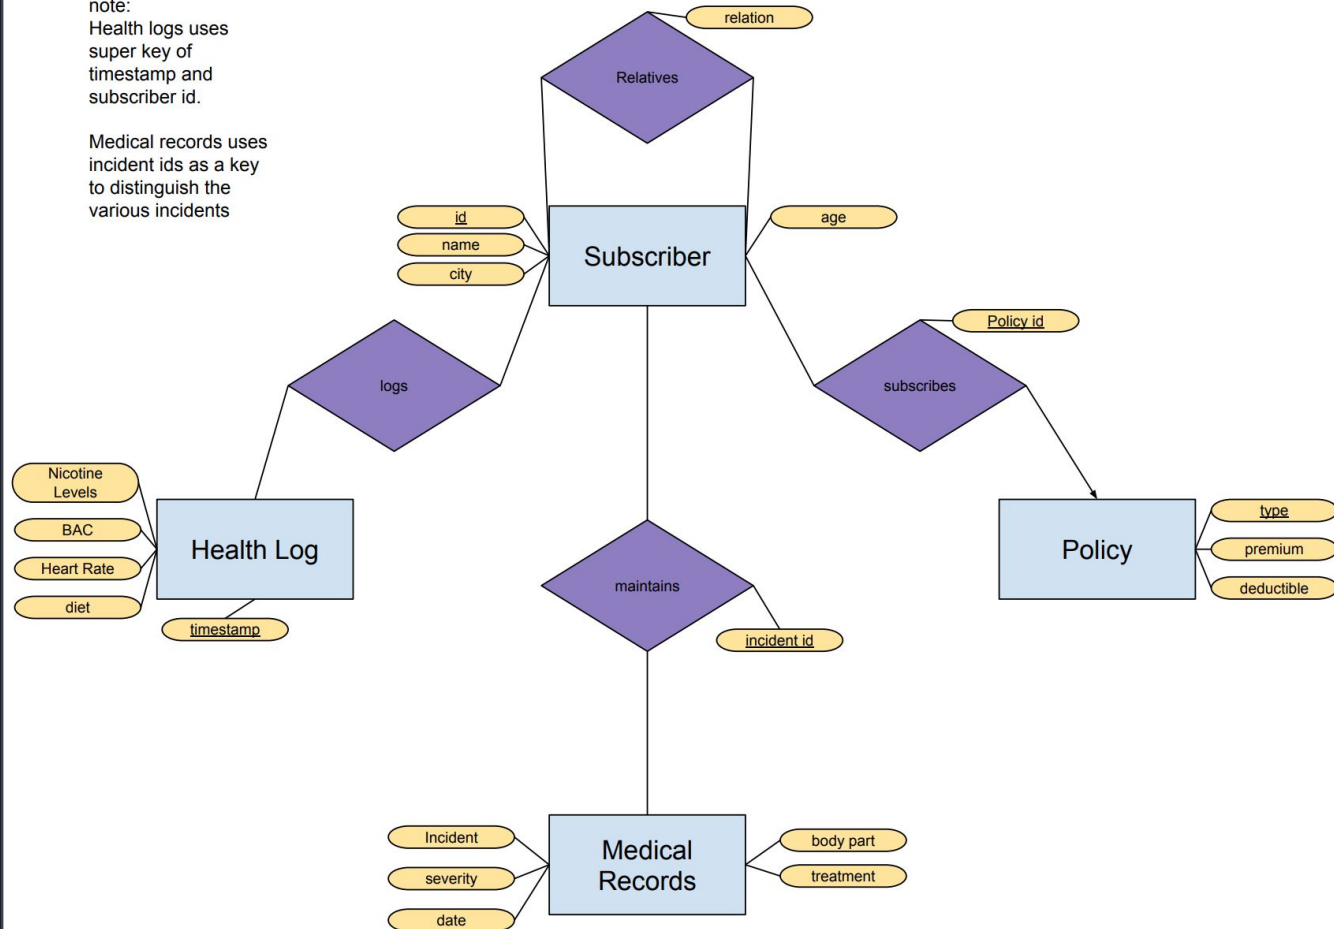 note:
Health logs uses
super key of
timestamp and
subscriber id.
Medical records uses
incident ids as a key
to distinguish the
various incidents
relation
Relatives
id
name
city
Subscriber
age
Policy id
logs
subscribes
Nicotine
Levels
BAC
Heart Rate
diet
timestamp
Health Log
maintains
incident id
Policy
type
premium
deductible
Incident
severity
date
Medical
Records
body part
treatment